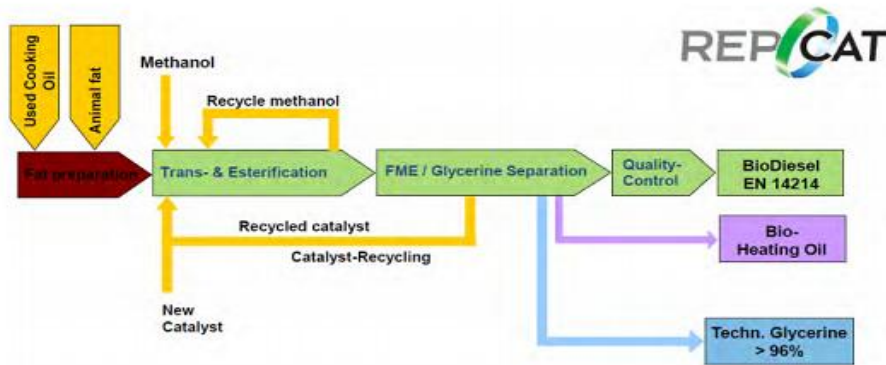 Used Cooking
Oil
Animal fat
REPCAT
Methanol
Recycle methanol
Fat preparation
Trans- & Esterification
FME / Glycerine Separation
Quality-
Control
BioDiesel
EN 14214
Recycled catalyst
Catalyst-Recycling
Bio-
Heating Oil
New
Catalyst
Techn. Glycerine
> 96%